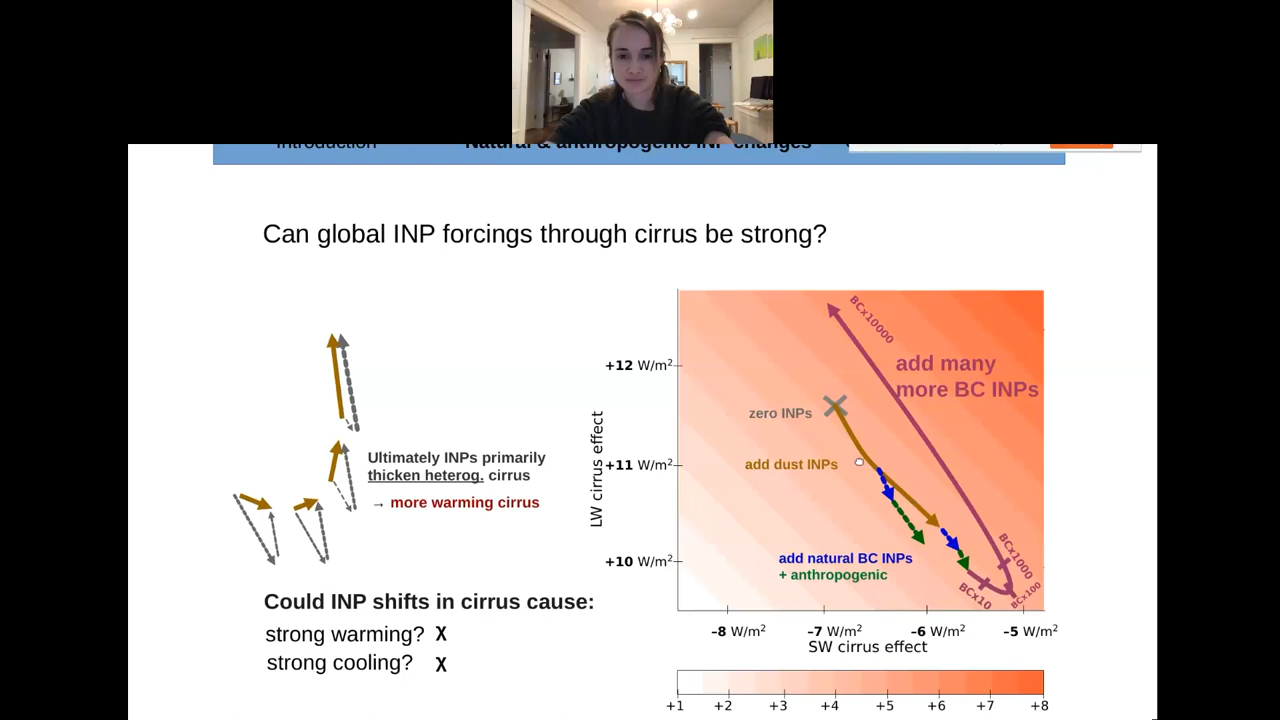 Introduction
Natural & anthropogenic INP changes
Can global INP forcings through cirrus be strong?
Ultimately INPs primarily
thicken heterog. cirrus
→ more warming cirrus
Could INP shifts in cirrus cause:
strong warming? X
strong cooling? X
LW cirrus effect
+12 W/m²
+11 W/m²
+10 W/m²
BCx10000
add many
more BC INPs
zero INPs
add dust INPs
add natural BC INPs
+ anthropogenic
BCx1000
BCx100
BCx10
–8 W/m²
–7 W/m²
–6 W/m²
–5 W/m²
SW cirrus effect
+1
+2
+3
+4
+5
+6
+7
+8